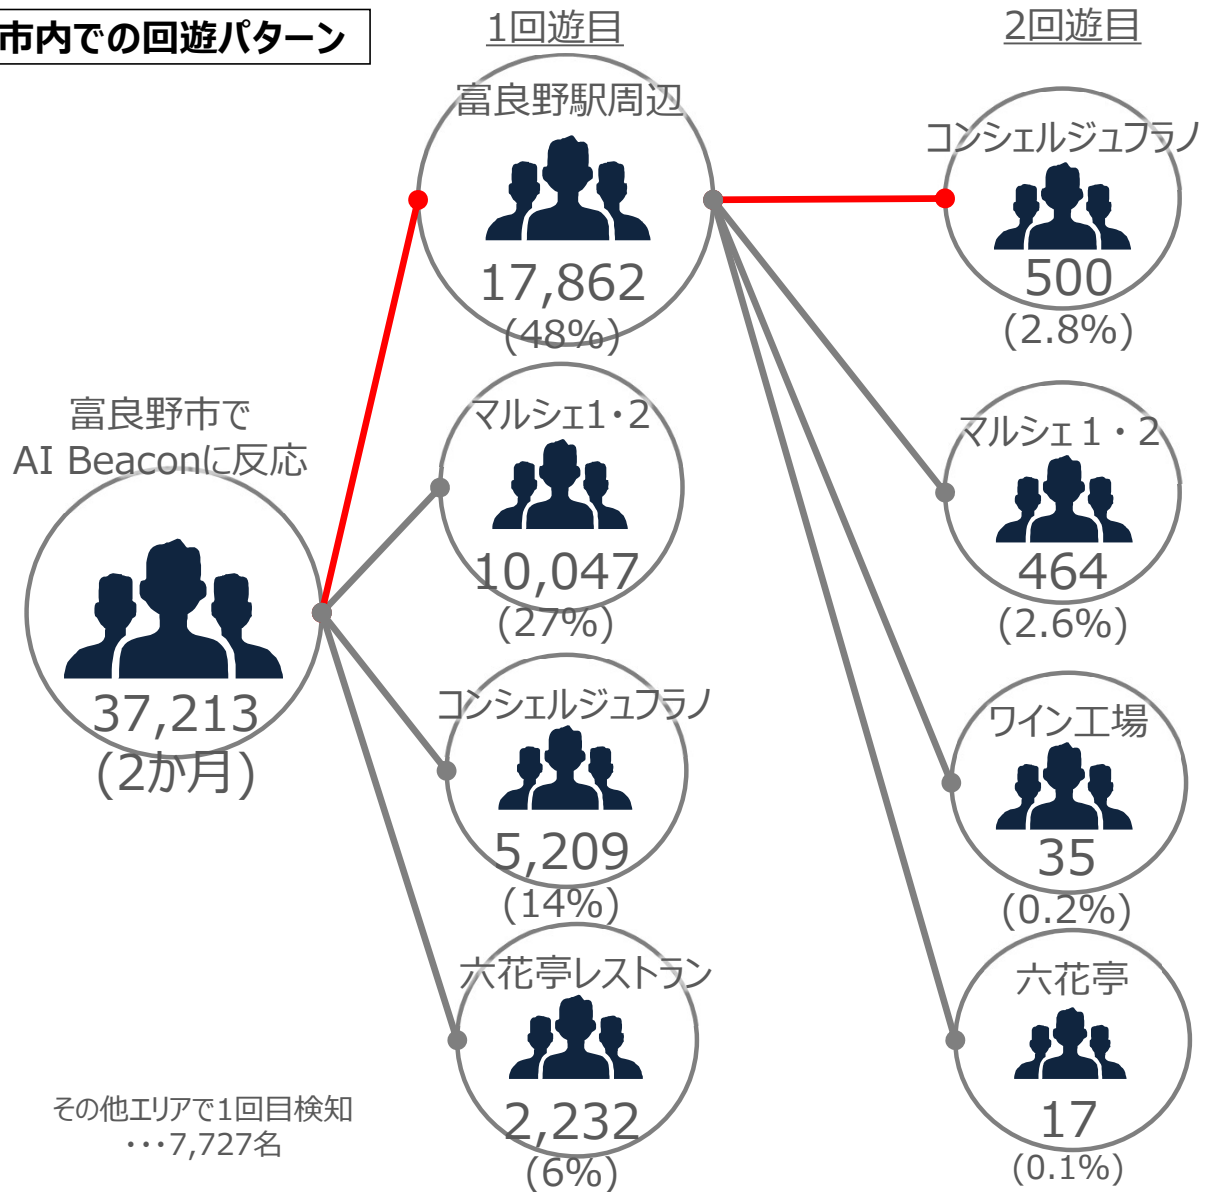 市内での回遊パターン
1回遊目
2回遊目
富良野駅周辺
17,862
(48%)
コンシェルジュフラノ
500
(2.8%)
富良野市で
AI Beaconに反応
37,213
(2か月)
マルシェ1・2
10,047
(27%)
マルシェ1・2
464
(2.6%)
コンシェルジュフラノ
5,209
(14%)
ワイン工場
35
(0.2%)
六花亭レストラン
2,232
(6%)
六花亭
17
(0.1%)
その他エリアで1回目検知
・・・7,727名